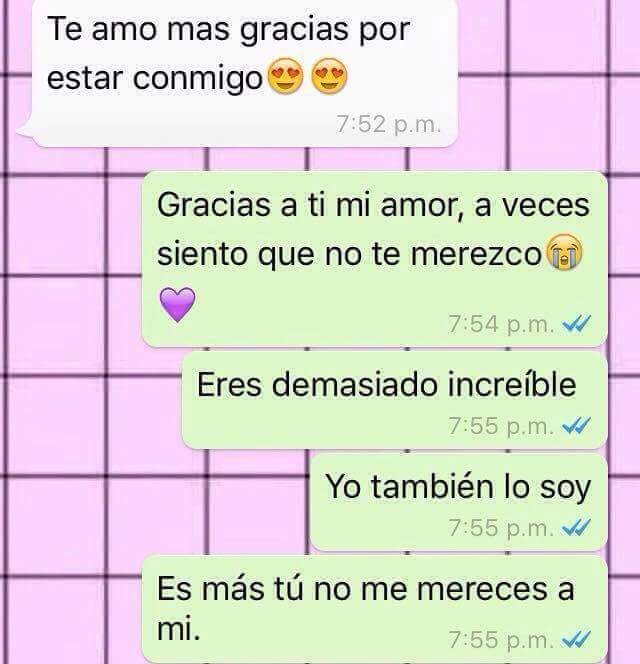 Te amo mas gracias por
estar conmigo😍😍
7:52 p.m.
Gracias a ti mi amor, a veces
siento que no te merezco😭
💜
7:54 p.m.
Eres demasiado increíble
7:55 p.m.
Yo también lo soy
7:55 p.m.
Es más tú no me mereces a
mi.
7:55 p.m.